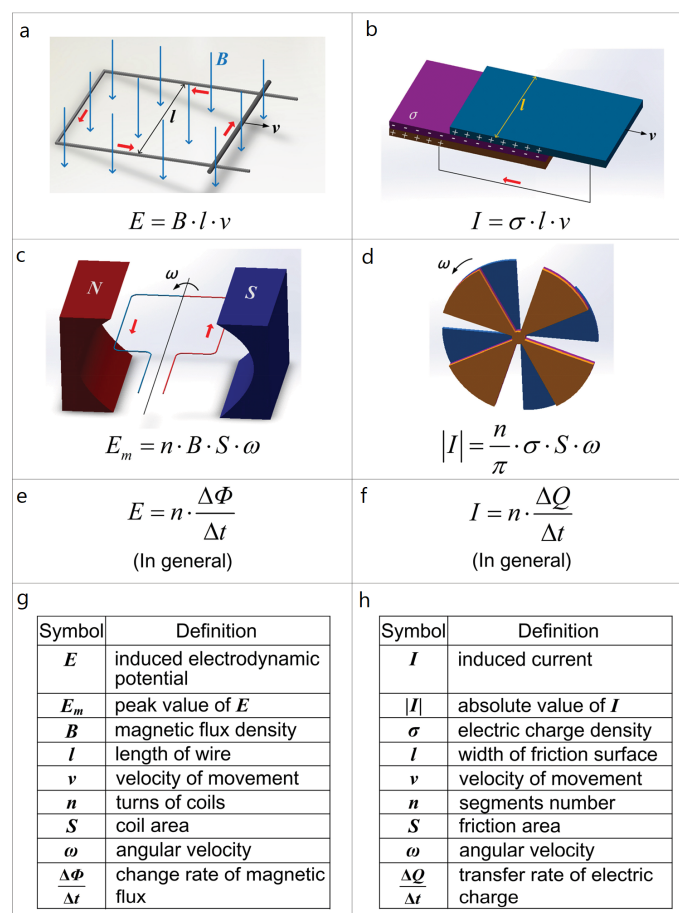 a
B
l
v
E = B · l · v
b
σ
l
v
I = σ · l · v
c
N
S
ω
E_m = n · B · S · ω
d
ω
|I| = n/π · σ · S · ω
e
E = n · ΔΦ/Δt
(In general)
f
I = n · ΔQ/Δt
(In general)
g
Symbol Definition
E induced electrodynamic
potential
E_m peak value of E
B magnetic flux density
l length of wire
v velocity of movement
n turns of coils
S coil area
ω angular velocity
ΔΦ/Δt change rate of magnetic
flux
h
Symbol Definition
I induced current
|I| absolute value of I
σ electric charge density
l width of friction surface
v velocity of movement
n segments number
S friction area
ω angular velocity
ΔQ/Δt transfer rate of electric
charge